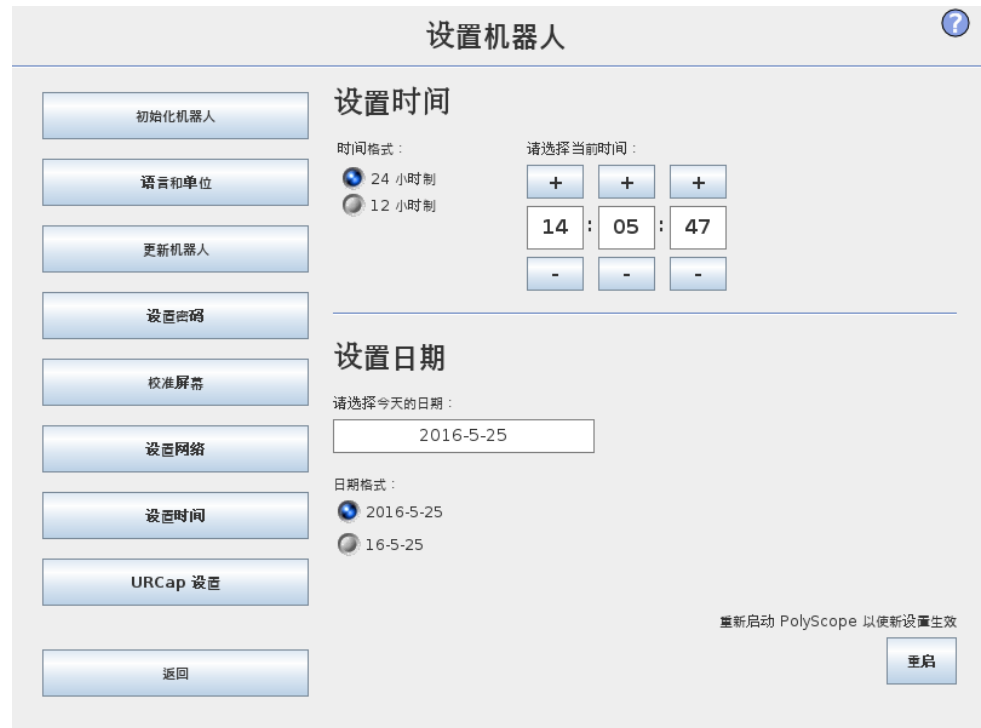 设置机器人
?
初始化机器人
语言和单位
更新机器人
设置密码
校准屏幕
设置网络
设置时间
URCap 设置
返回
设置时间
时间格式：
24 小时制
12 小时制
请选择当前时间：
+ + +
14 : 05 : 47
- - -
设置日期
请选择今天的日期：
2016-5-25
日期格式：
2016-5-25
16-5-25
重新启动 PolyScope 以使新设置生效
重启